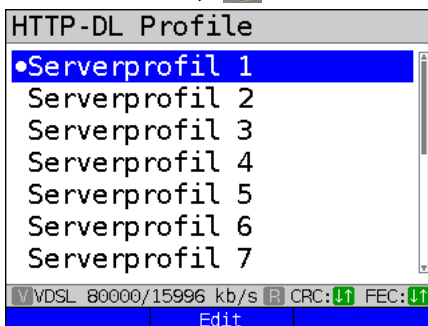 HTTP-DL Profile
•Serverprofil 1
Serverprofil 2
Serverprofil 3
Serverprofil 4
Serverprofil 5
Serverprofil 6
Serverprofil 7
V VDSL 80000/15996 kb/s R CRC:↓↑ FEC:↓↑
Edit